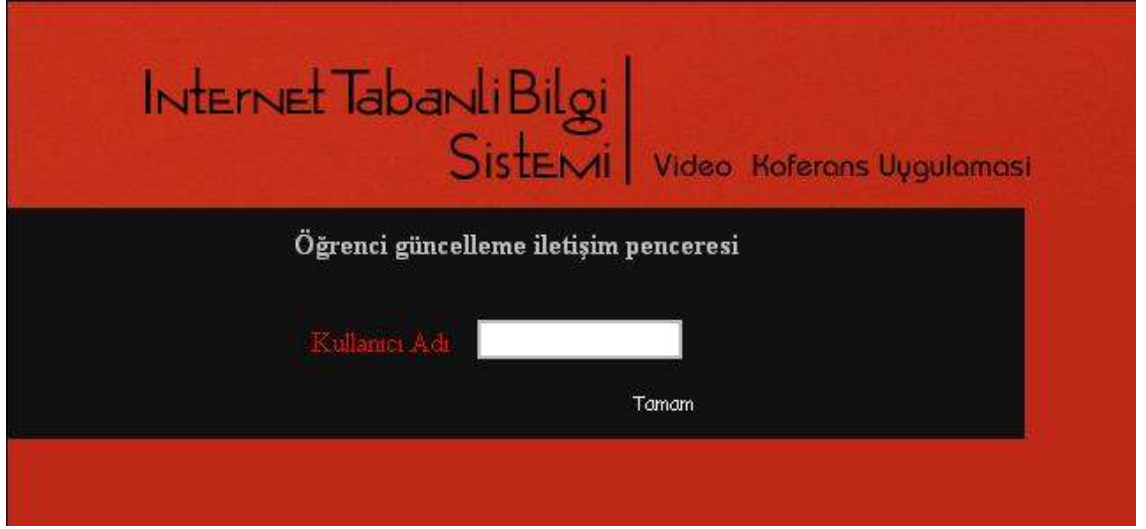 Internet Tabanli Bilgi
Sistemi
Video Koferans Uygulamasi
Öğrenci güncelleme iletişim penceresi
Kullanıcı Adı
Tamam